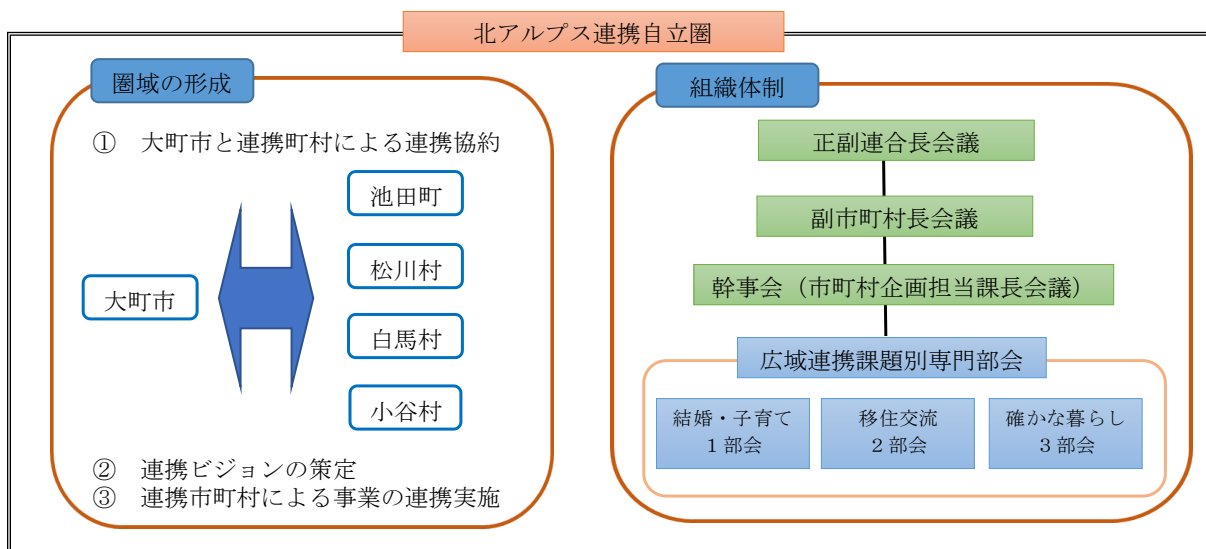 北アルプス連携自立圏
圏域の形成
① 大町市と連携町村による連携協約
大町市
池田町
松川村
白馬村
小谷村
② 連携ビジョンの策定
③ 連携市町村による事業の連携実施
組織体制
正副連合長会議
副市町村長会議
幹事会（市町村企画担当課長会議）
広域連携課題別専門部会
結婚・子育て
１部会
移住交流
２部会
確かな暮らし
３部会